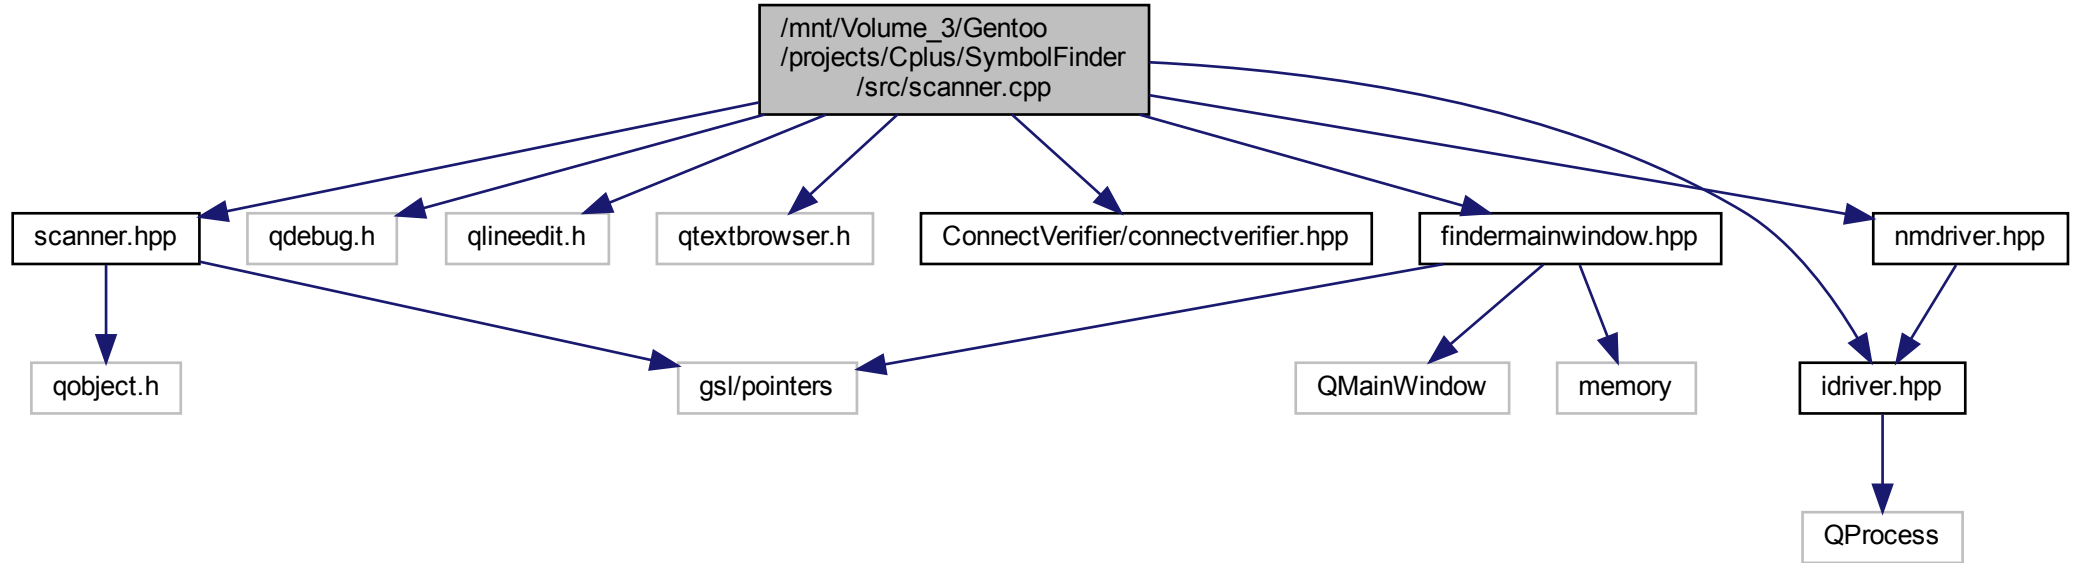 /mnt/Volume_3/Gentoo
/projects/Cplus/SymbolFinder
/src/scanner.cpp
scanner.hpp
qdebug.h
qlineedit.h
qtextbrowser.h
ConnectVerifier/connectverifier.hpp
findermainwindow.hpp
nmdriver.hpp
qobject.h
gsl/pointers
QMainWindow
memory
idriver.hpp
QProcess